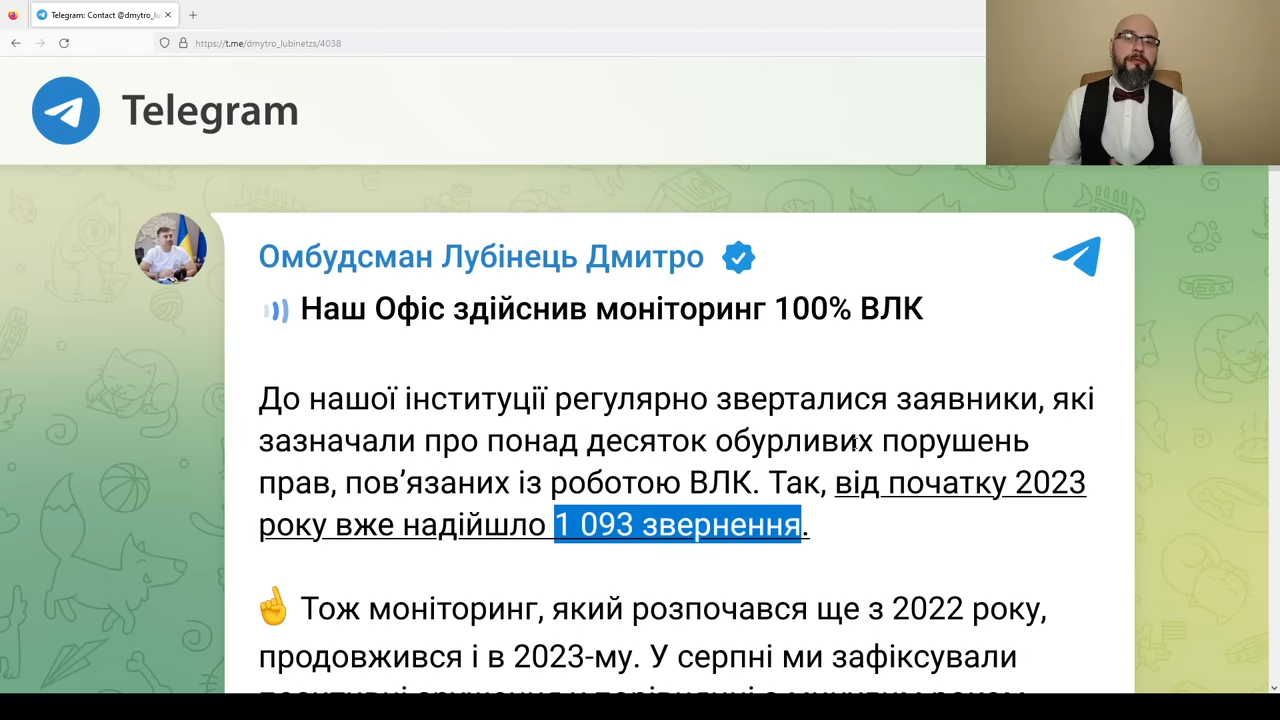 Telegram: Contact @dmytro_lu
https://t.me/dmytro_lubinetzs/4038
Telegram
Омбудсман Лубінець Дмитро
Наш Офіс здійснив моніторинг 100% ВЛК
До нашої інституції регулярно зверталися заявники, які
зазначали про понад десяток обурливих порушень
прав, пов’язаних із роботою ВЛК. Так, від початку 2023
року вже надійшло 1 093 звернення.
☝️ Тож моніторинг, який розпочався ще з 2022 року,
продовжився і в 2023-му. У серпні ми зафіксували